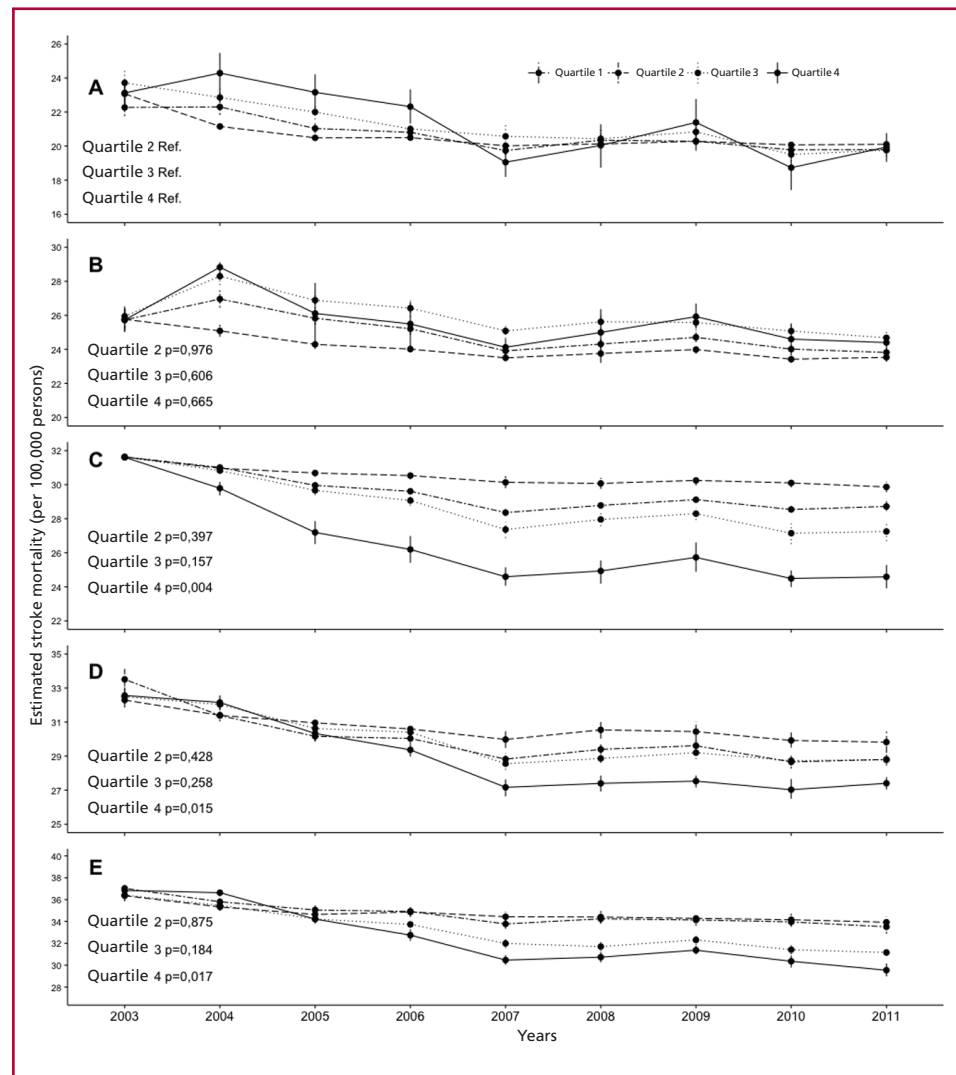 Estimated stroke mortality (per 100,000 persons)
Quartile 1 Quartile 2 Quartile 3 Quartile 4
A
26
24
22
20
18
16
Quartile 2 Ref.
Quartile 3 Ref.
Quartile 4 Ref.
B
30
28
26
24
22
20
Quartile 2 p=0,976
Quartile 3 p=0,606
Quartile 4 p=0,665
C
32
30
28
26
24
22
Quartile 2 p=0,397
Quartile 3 p=0,157
Quartile 4 p=0,004
D
35
33
31
29
27
25
Quartile 2 p=0,428
Quartile 3 p=0,258
Quartile 4 p=0,015
E
40
38
36
34
32
30
28
Quartile 2 p=0,875
Quartile 3 p=0,184
Quartile 4 p=0,017
2003 2004 2005 2006 2007 2008 2009 2010 2011
Years